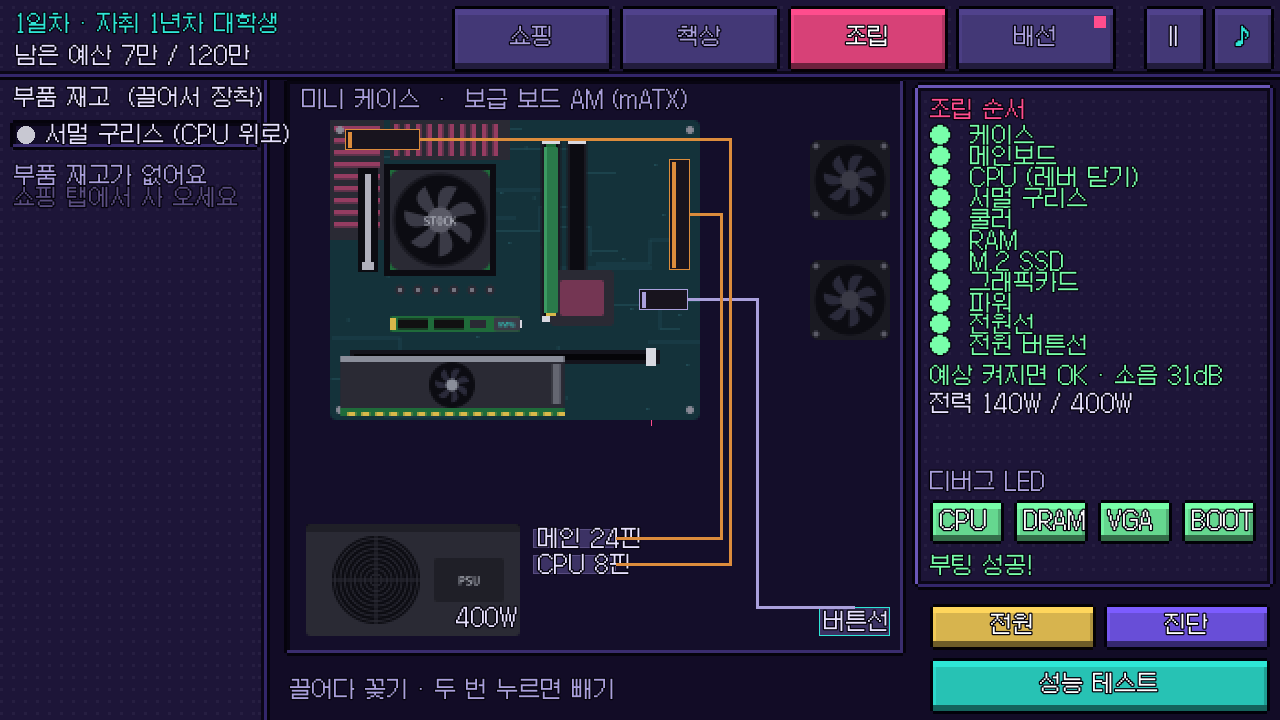 1일차 · 자취 1년차 대학생
남은 예산 7만 / 120만
쇼핑
책상
조립
배선
부품 재고 (끌어서 장착)
서멀 구리스 (CPU 위로)
부품 재고가 없어요
쇼핑 탭에서 사 오세요
미니 케이스 · 보급 보드 AM (mATX)
STOCK
메인 24핀
CPU 8핀
PSU
400W
버튼선
끌어다 꽂기 · 두 번 누르면 빼기
조립 순서
케이스
메인보드
CPU (레버 닫기)
서멀 구리스
쿨러
RAM
M.2 SSD
그래픽카드
파워
전원선
전원 버튼선
예상 켜지면 OK · 소음 31dB
전력 140W / 400W
디버그 LED
CPU
DRAM
VGA
BOOT
부팅 성공!
전원
진단
성능 테스트